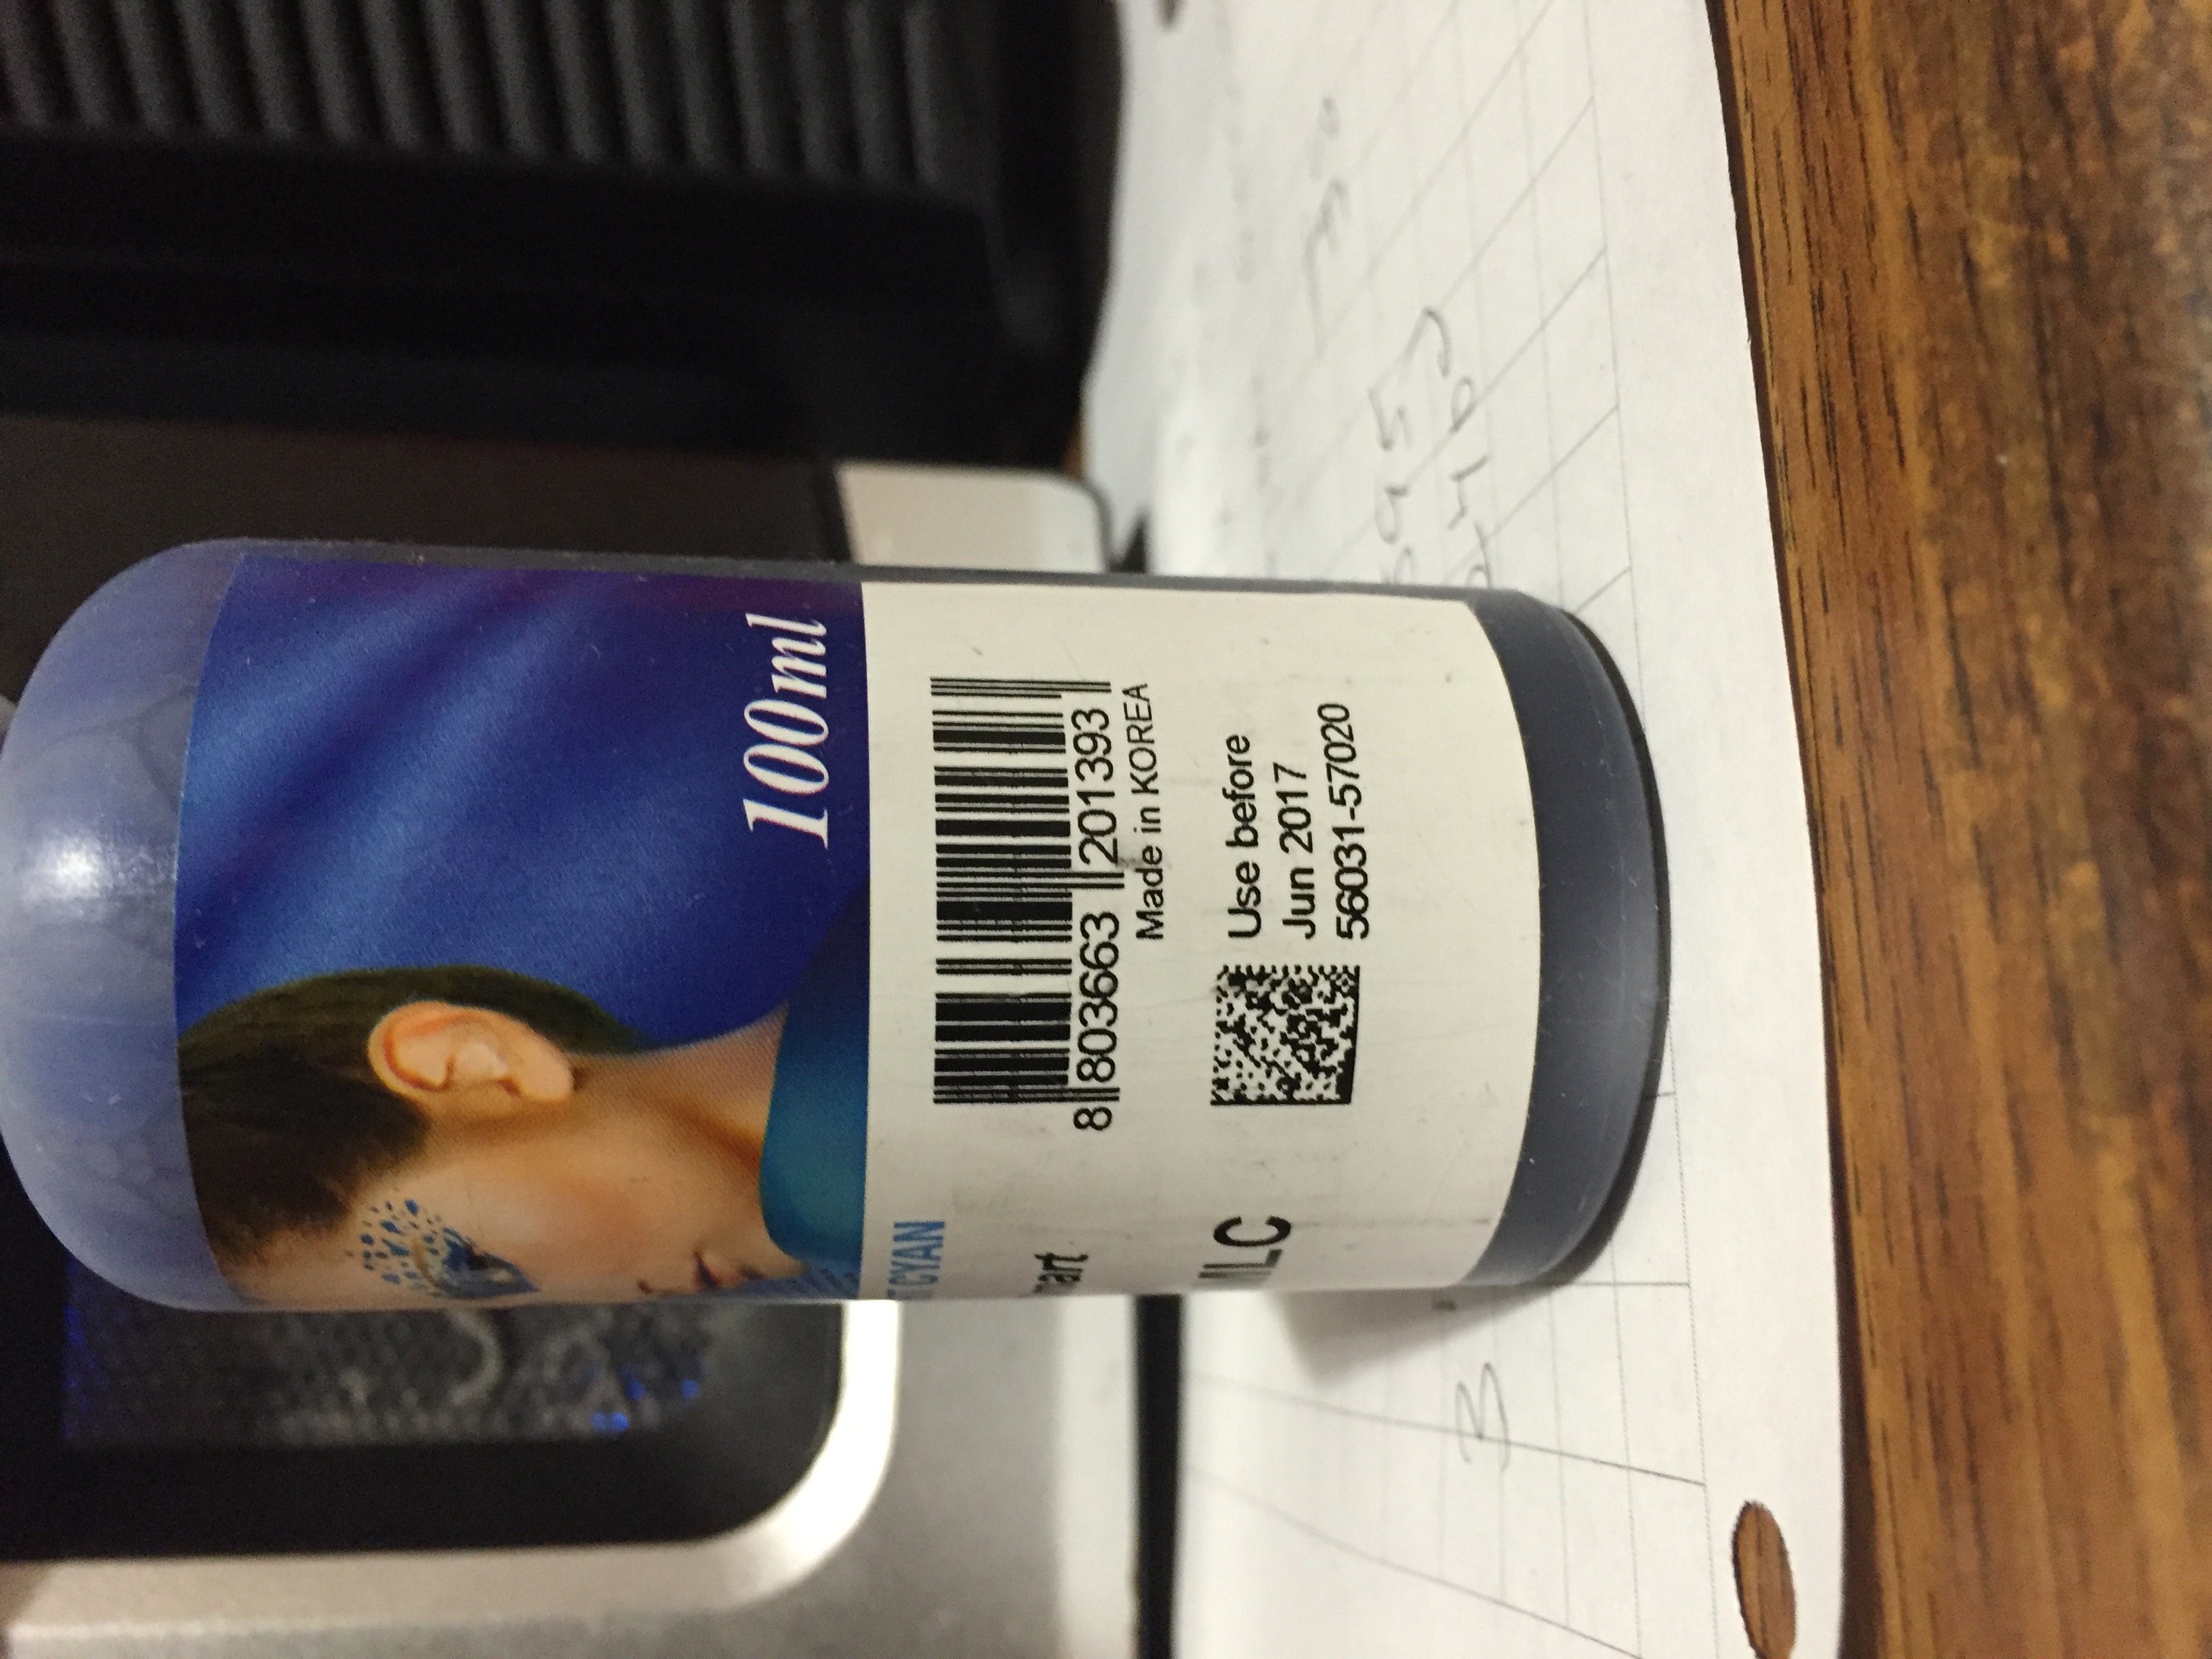 100ml
CYAN
8 803663 201393
Made in KOREA
Use before
Jun 2017
56031-57020